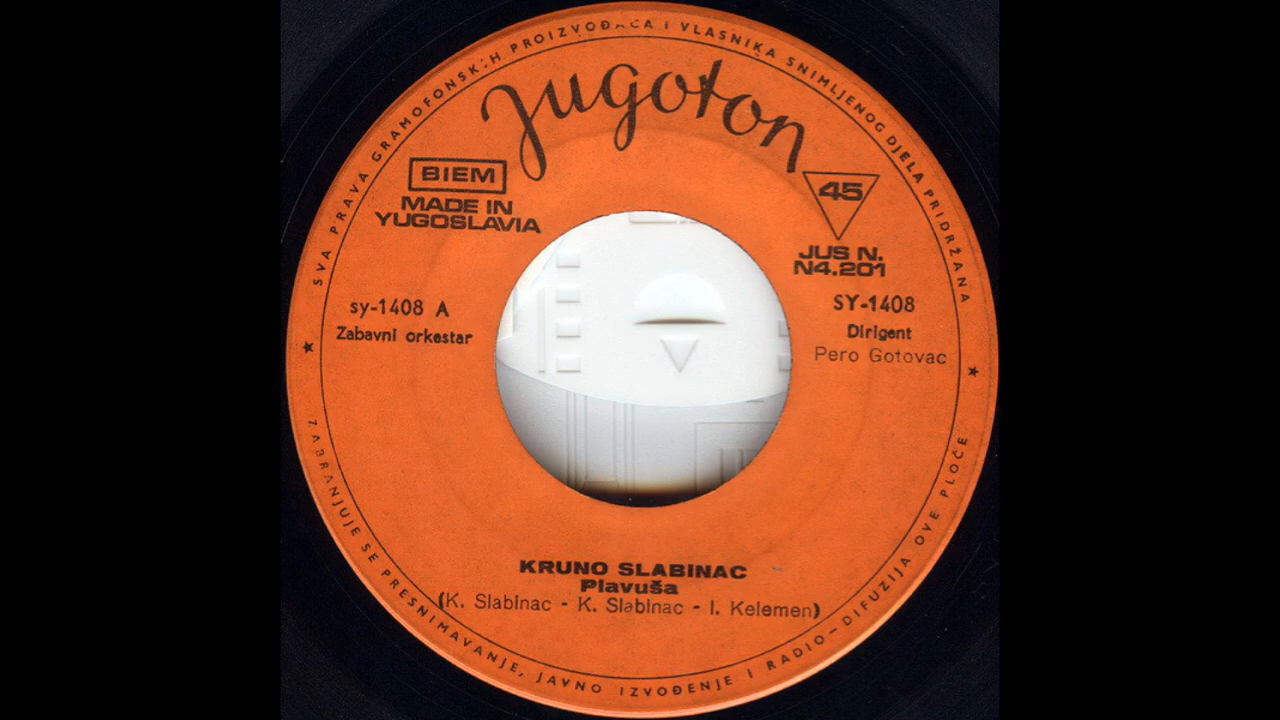 SVA PRAVA GRAMOFONSKIH PROIZVOĐAČA I VLASNIKA SNIMLJENOG DJELA PRIDRŽANA
Jugoton
BIEM
MADE IN
YUGOSLAVIA
45
JUS N.
N4.201
sy-1408 A
Zabavni orkestar
SY-1408
Dirigent
Pero Gotovac
KRUNO SLABINAC
Plavuša
(K. Slabinac - K. Slabinac - I. Kelemen)
ZABRANJUJE SE PRESNIMAVANJE, JAVNO IZVOĐENJE I RADIO-DIFUZIJA OVE PLOČE